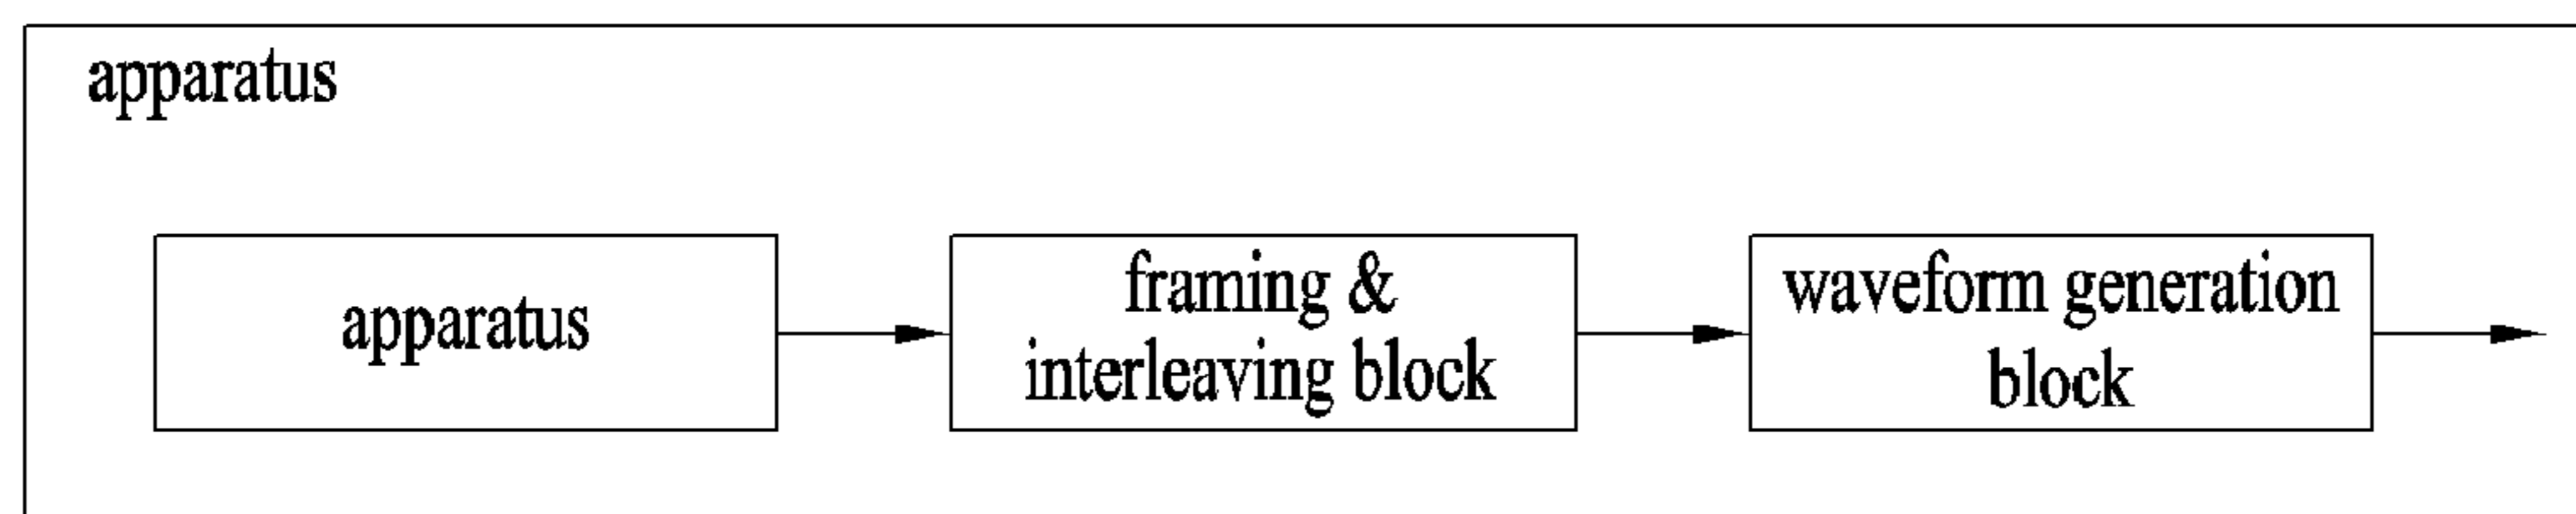 apparatus
apparatus
framing &
interleaving block
waveform generation
block